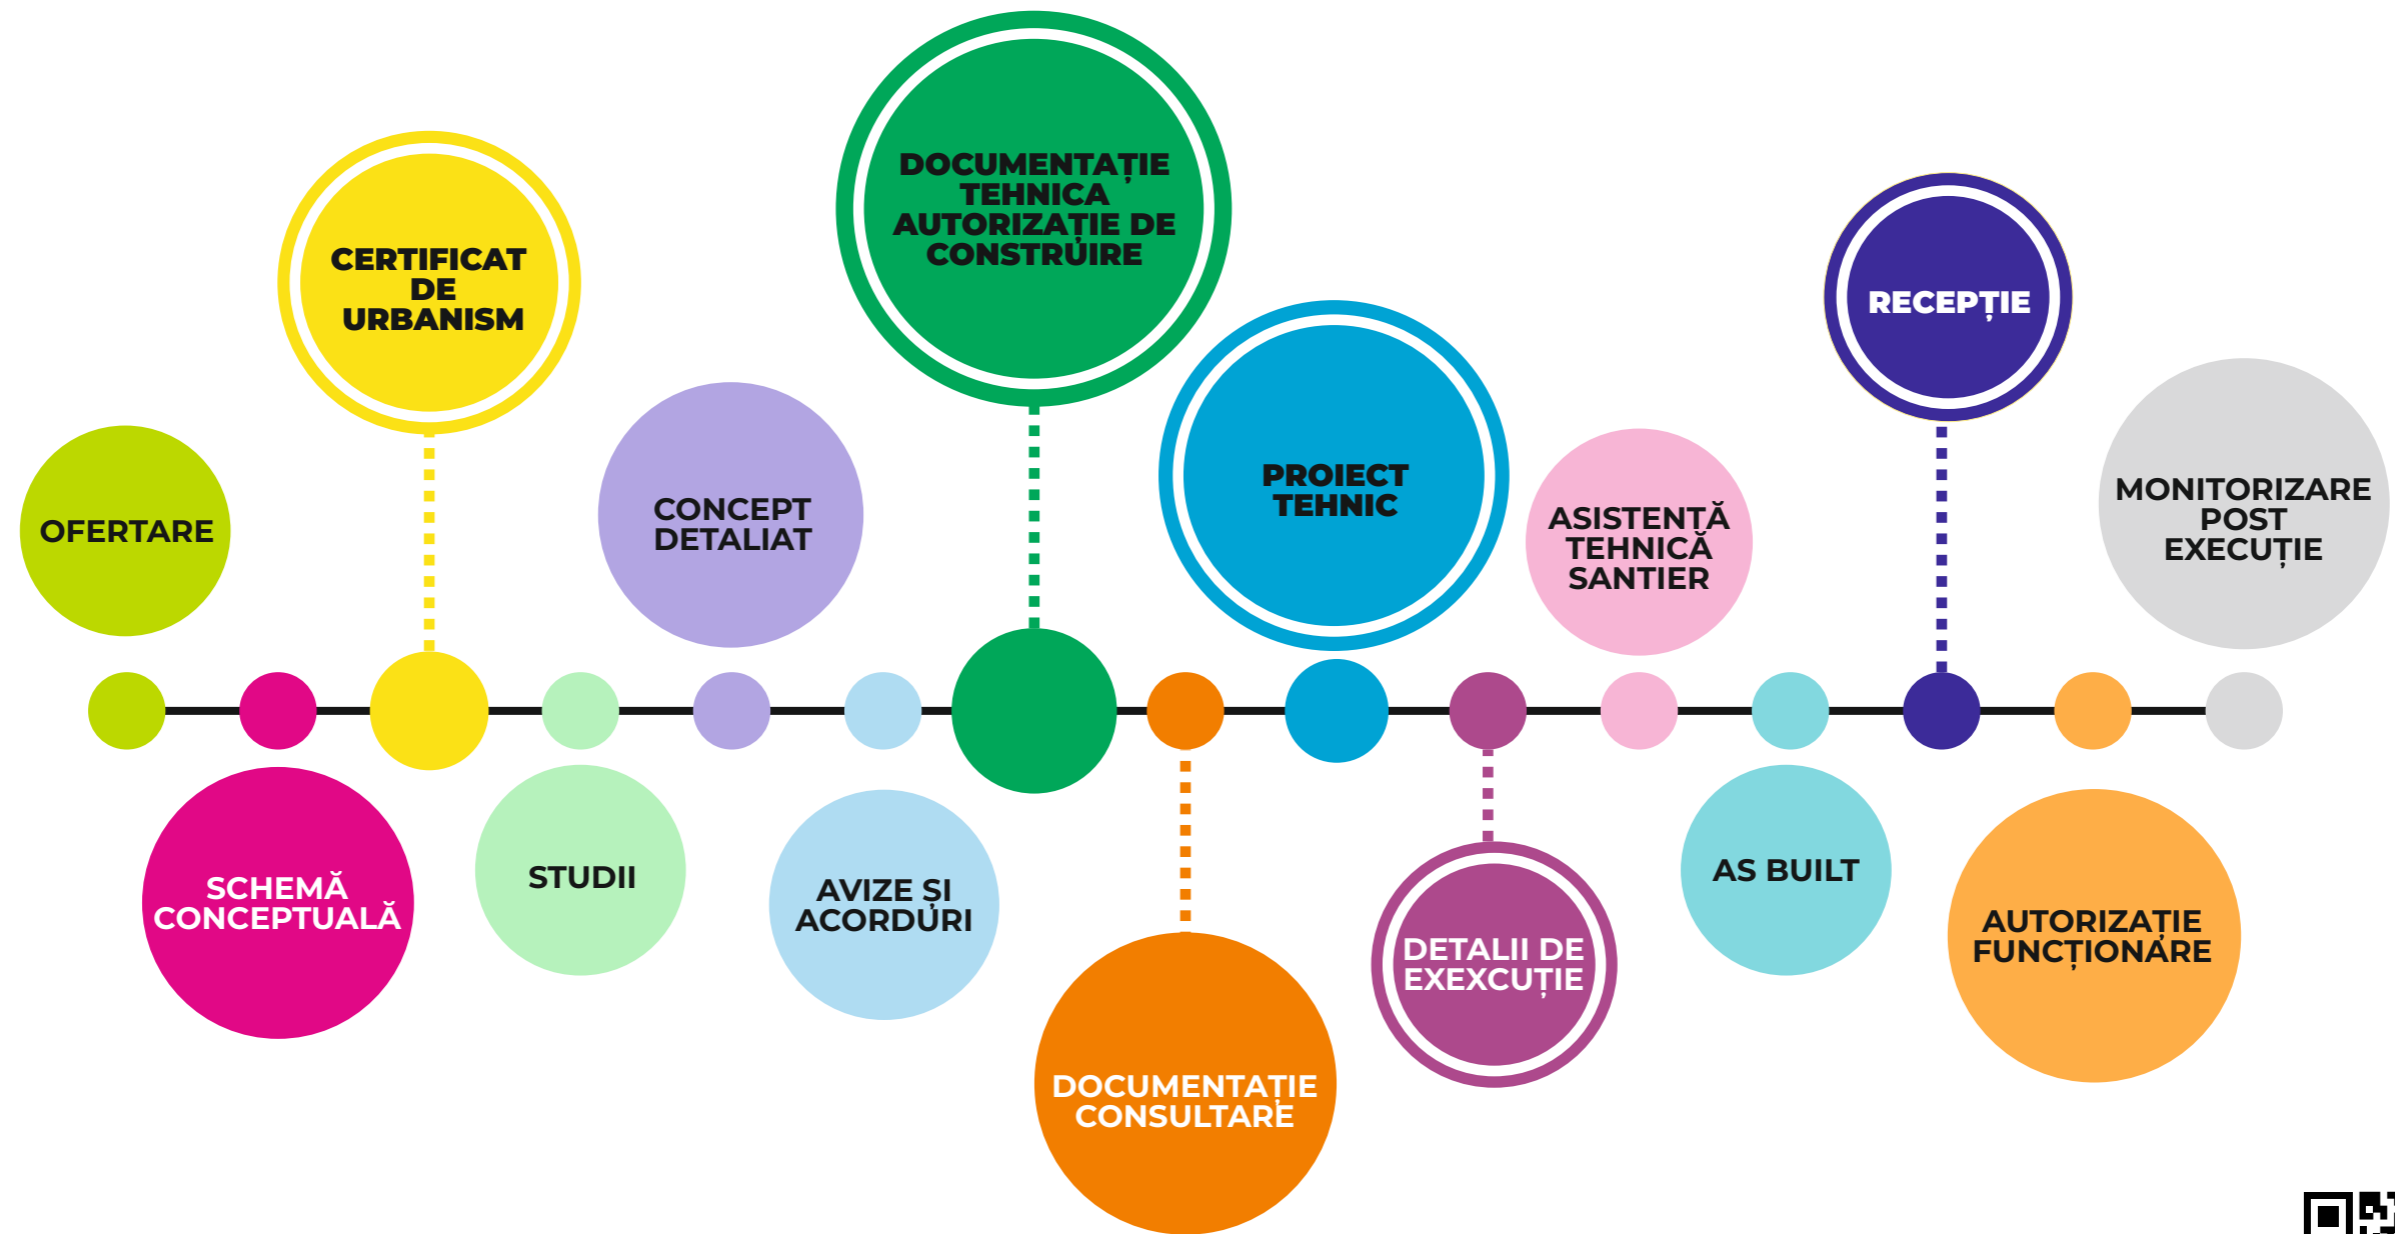 OFERTARE
SCHEMĂ
CONCEPTUALĂ
CERTIFICAT
DE
URBANISM
STUDII
CONCEPT
DETALIAT
AVIZE ȘI
ACORDURI
DOCUMENTAȚIE
TEHNICA
AUTORIZAȚIE DE
CONSTRUIRE
DOCUMENTAȚIE
CONSULTARE
PROIECT
TEHNIC
DETALII DE
EXEXCUȚIE
ASISTENȚĂ
TEHNICĂ
SANTIER
AS BUILT
RECEPȚIE
AUTORIZAȚIE
FUNCȚIONARE
MONITORIZARE
POST
EXECUȚIE